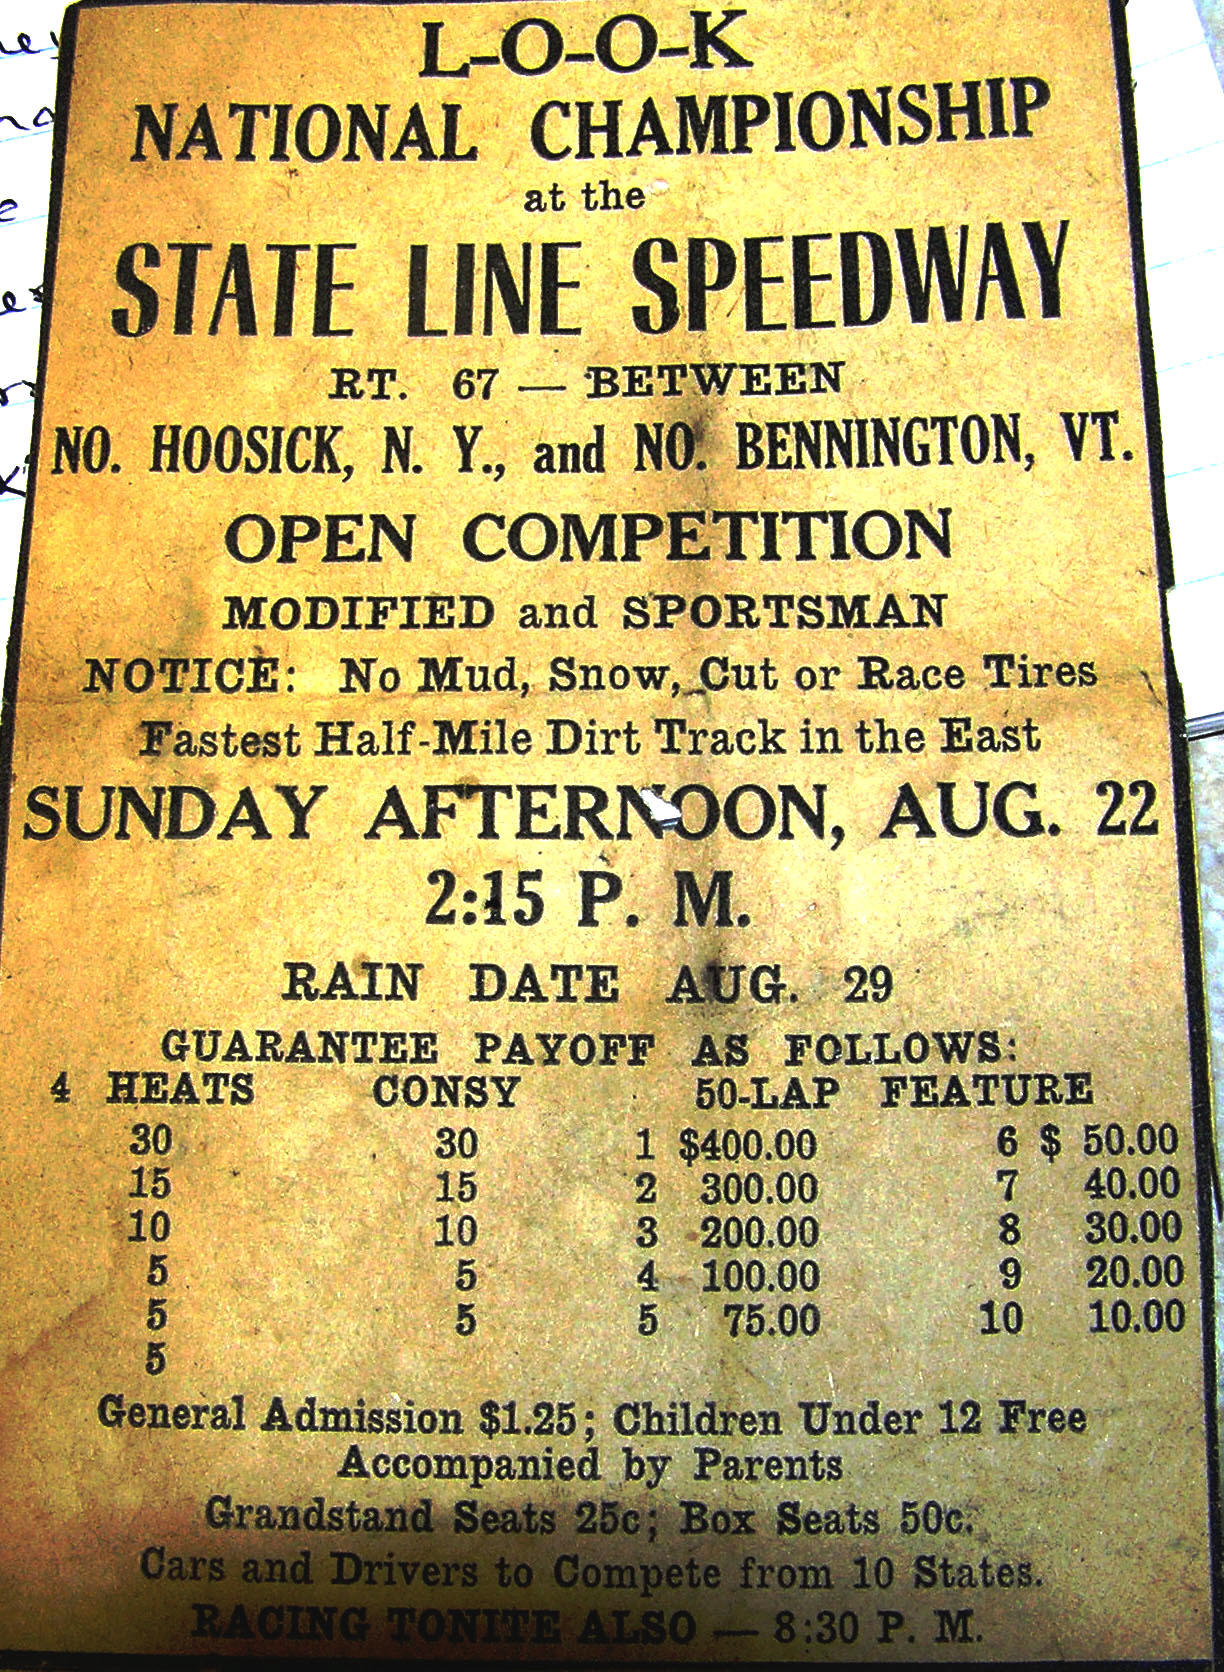 L-O-O-K
NATIONAL CHAMPIONSHIP
at the
STATE LINE SPEEDWAY
RT. 67 — BETWEEN
NO. HOOSICK, N. Y., and NO. BENNINGTON, VT.
OPEN COMPETITION
MODIFIED and SPORTSMAN
NOTICE: No Mud, Snow, Cut or Race Tires
Fastest Half-Mile Dirt Track in the East
SUNDAY AFTERNOON, AUG. 22
2:15 P. M.
RAIN DATE AUG. 29
GUARANTEE PAYOFF AS FOLLOWS:
4 HEATS CONSY 50-LAP FEATURE
30 30 1 $400.00 6 $ 50.00
15 15 2 300.00 7 40.00
10 10 3 200.00 8 30.00
5 5 4 100.00 9 20.00
5 5 5 75.00 10 10.00
5
General Admission $1.25; Children Under 12 Free
Accompanied by Parents
Grandstand Seats 25c; Box Seats 50c.
Cars and Drivers to Compete from 10 States.
RACING TONITE ALSO — 8:30 P. M.